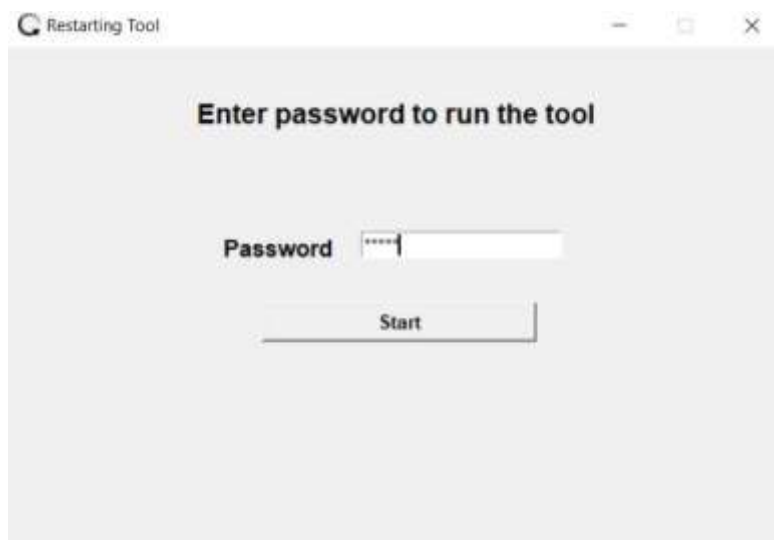 Restarting Tool
Enter password to run the tool
Password *****
Start